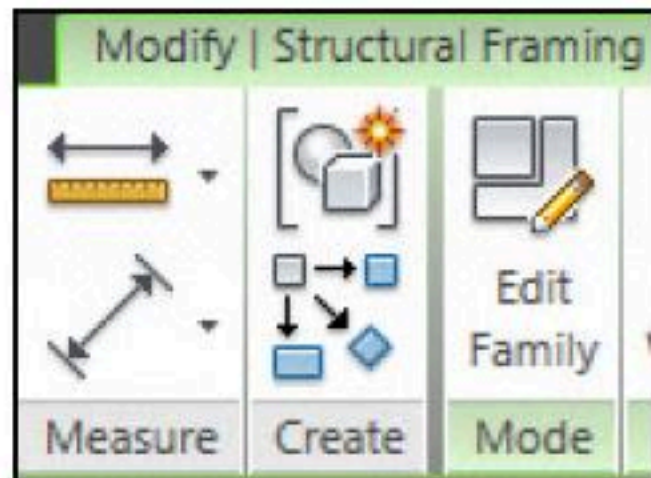 Modify | Structural Framing
Edit
Family
Measure
Create
Mode